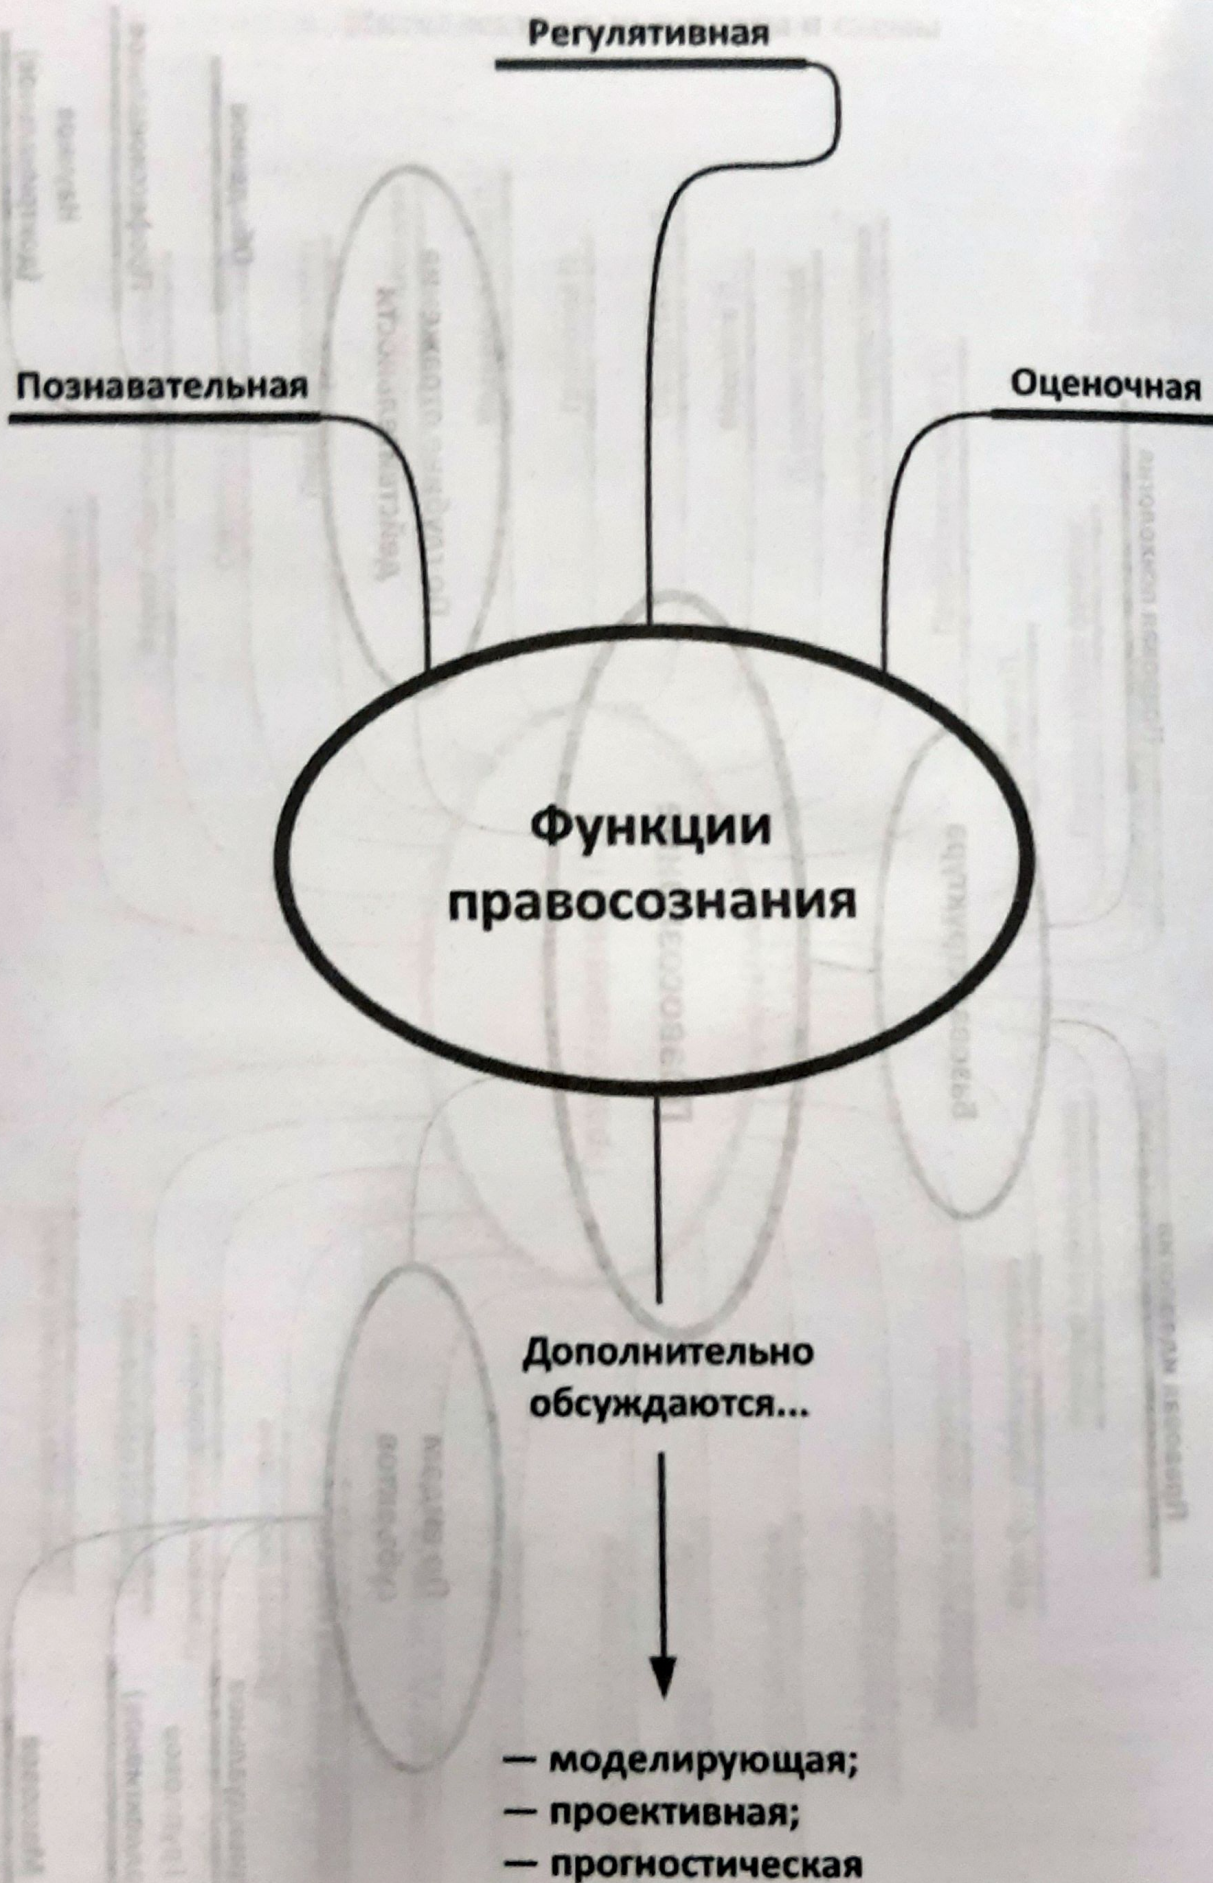 Регулятивная
Познавательная
Оценочная
Функции
правосознания
Дополнительно
обсуждаются...
— моделирующая;
— проективная;
— прогностическая